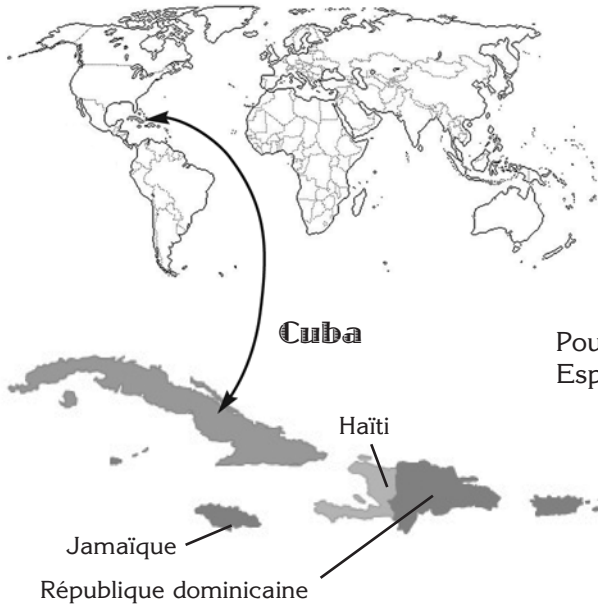 Cuba
Pou
Esp
Haïti
Jamaïque
République dominicaine